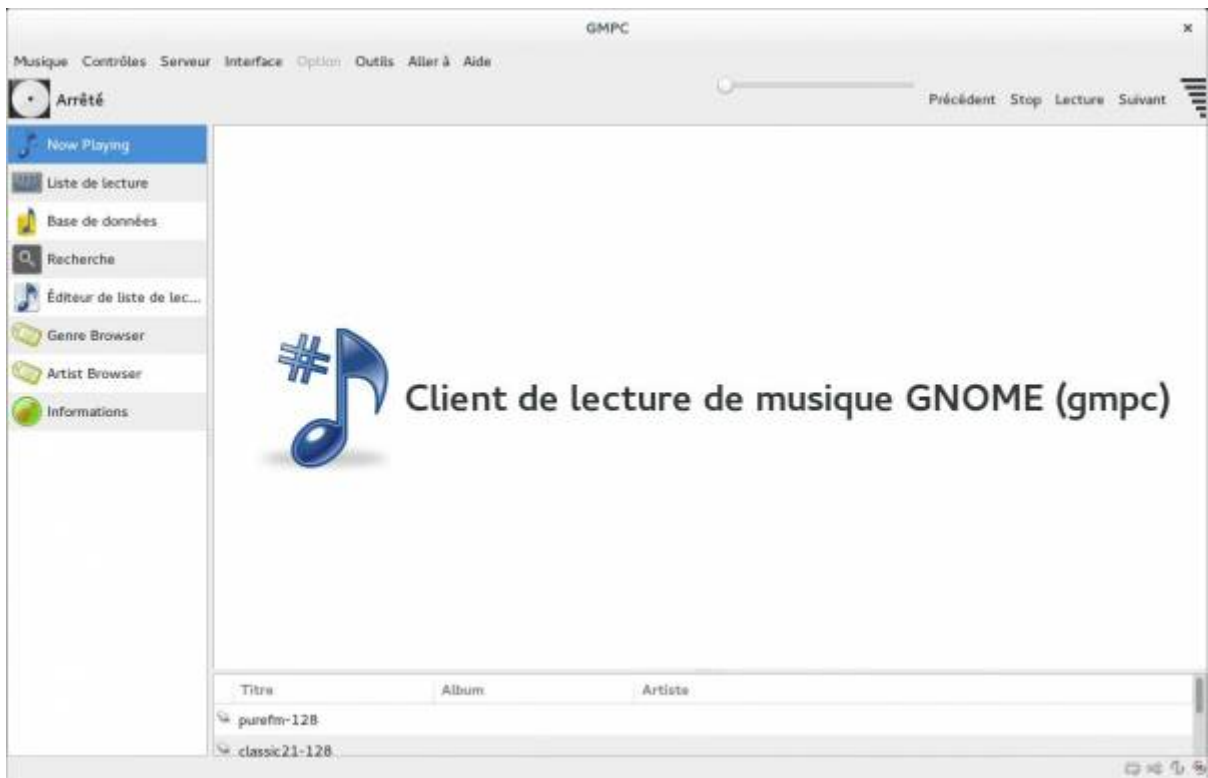 GMPC
Musique Contrôles Serveur Interface Option Outils Aller à Aide
Arrêté
Précédent Stop Lecture Suivant
Now Playing
Liste de lecture
Base de données
Recherche
Éditeur de liste de lec...
Genre Browser
Artist Browser
Informations
Client de lecture de musique GNOME (gmpc)
Titre Album Artiste
purefm-128
classic21-128